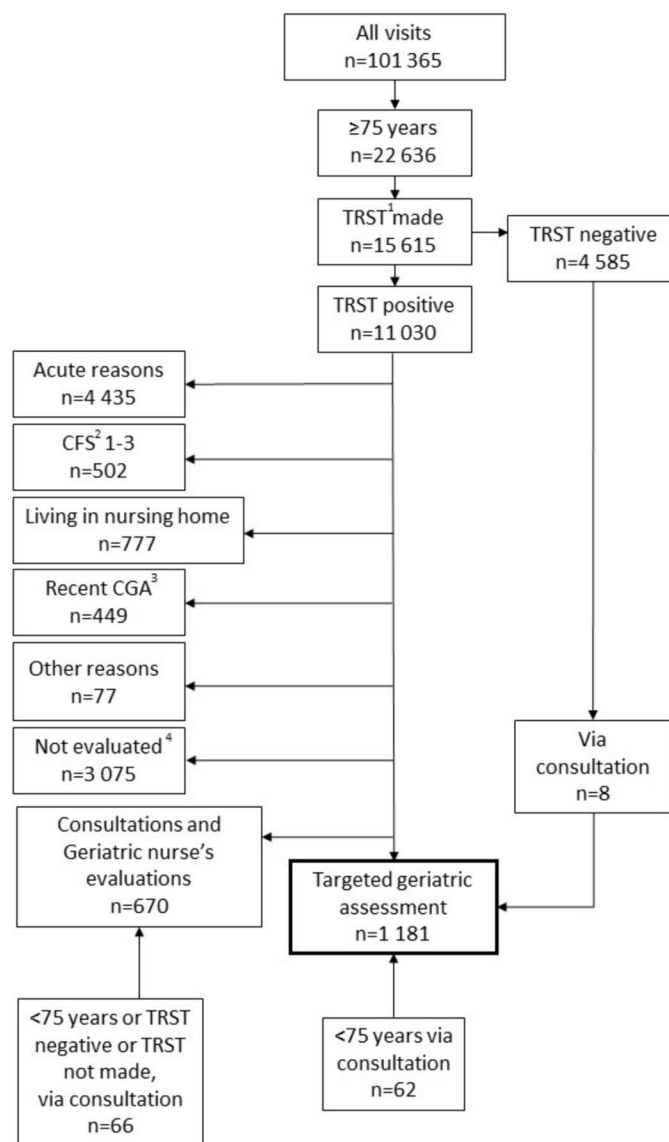 All visits
n=101 365
≥75 years
n=22 636
TRST¹made
n=15 615
TRST negative
n=4 585
TRST positive
n=11 030
Acute reasons
n=4 435
CFS² 1-3
n=502
Living in nursing home
n=777
Recent CGA³
n=449
Other reasons
n=77
Not evaluated ⁴
n=3 075
Via
consultation
n=8
Consultations and
Geriatric nurse’s
evaluations
n=670
Targeted geriatric
assessment
n=1 181
<75 years or TRST
negative or TRST
not made,
via consultation
n=66
<75 years via
consultation
n=62